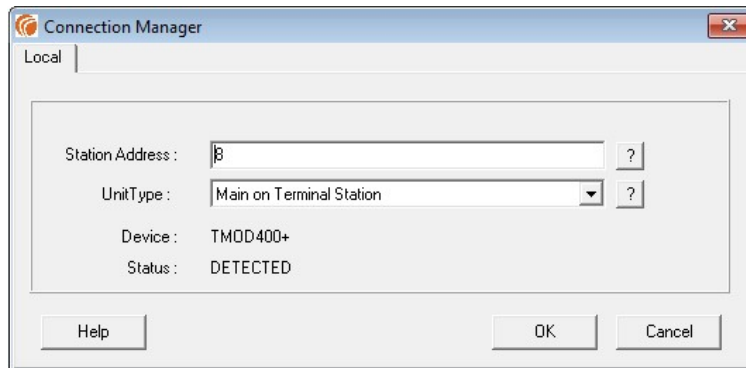 Connection Manager
Local
Station Address : 8 ?
UnitType : Main on Terminal Station ?
Device : TMOD400+
Status : DETECTED
Help OK Cancel